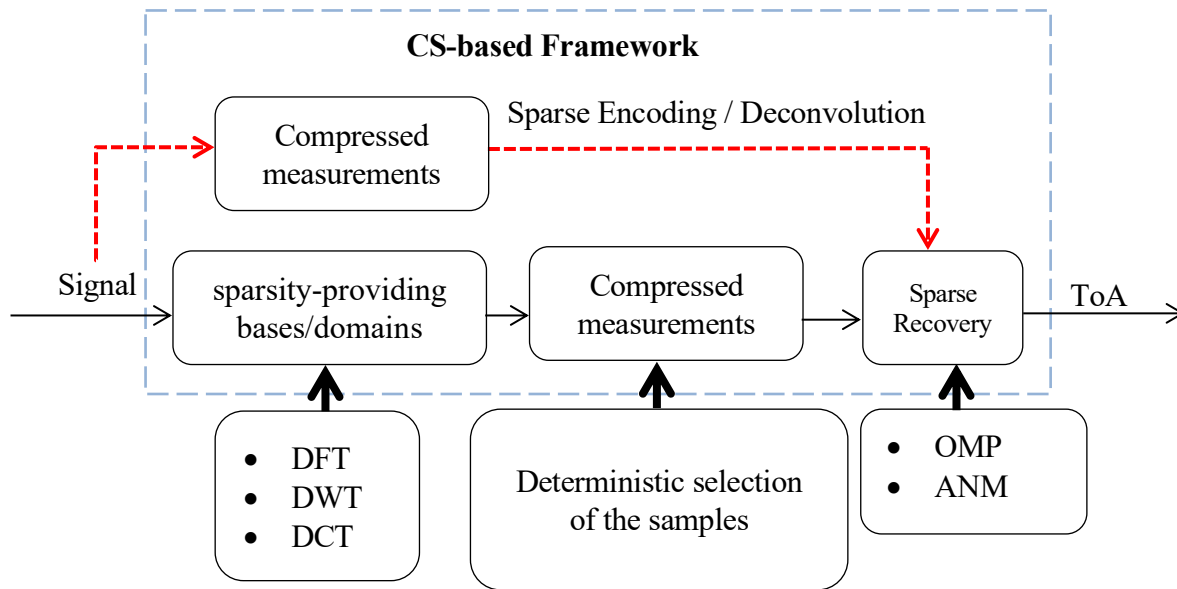 CS-based Framework
Compressed
measurements
Sparse Encoding / Deconvolution
Signal
sparsity-providing
bases/domains
Compressed
measurements
Sparse
Recovery
ToA
• DFT
• DWT
• DCT
Deterministic selection
of the samples
• OMP
• ANM